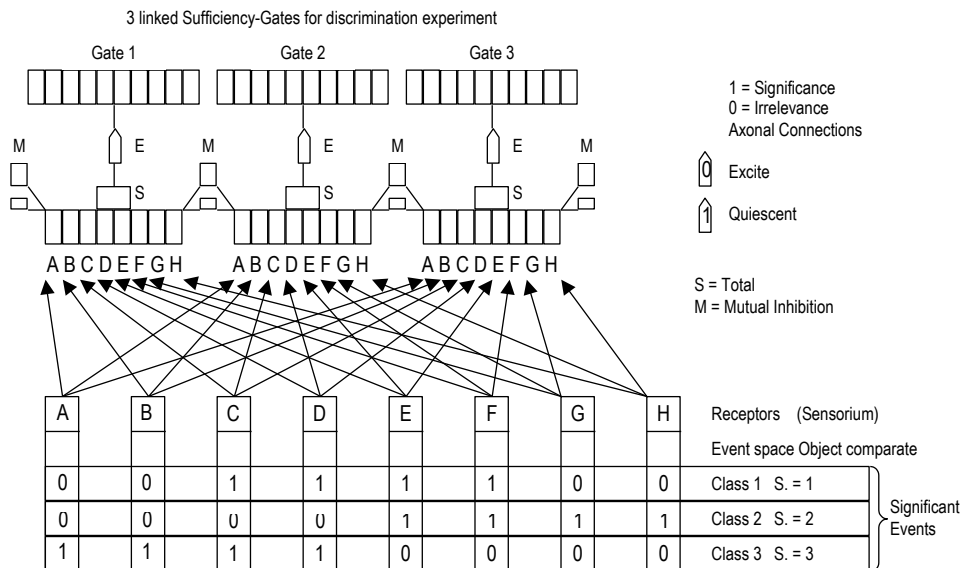 3 linked Sufficiency-Gates for discrimination experiment
Gate 1 Gate 2 Gate 3
1 = Significance
0 = Irrelevance
Axonal Connections
M E M E M E M
0 Excite
S S S
1 Quiescent
A B C D E F G H A B C D E F G H A B C D E F G H
S = Total
M = Mutual Inhibition
A B C D E F G H Receptors (Sensorium)
Event space Object comparate
0 0 1 1 1 1 0 0 Class 1 S. = 1
0 0 0 0 1 1 1 1 Class 2 S. = 2
1 1 1 1 0 0 0 0 Class 3 S. = 3
Significant
Events